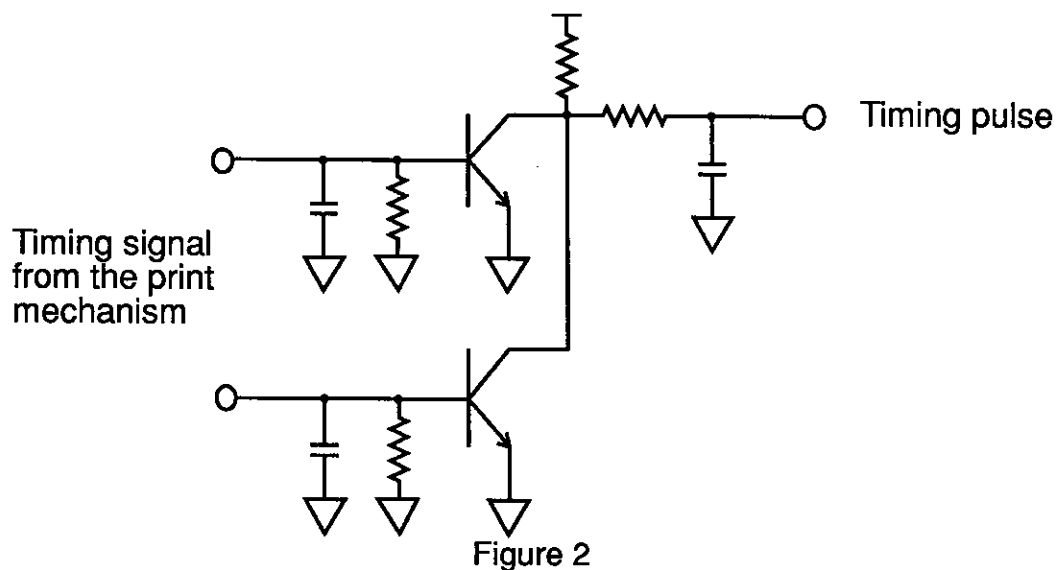 Timing pulse
Timing signal
from the print
mechanism
Figure 2